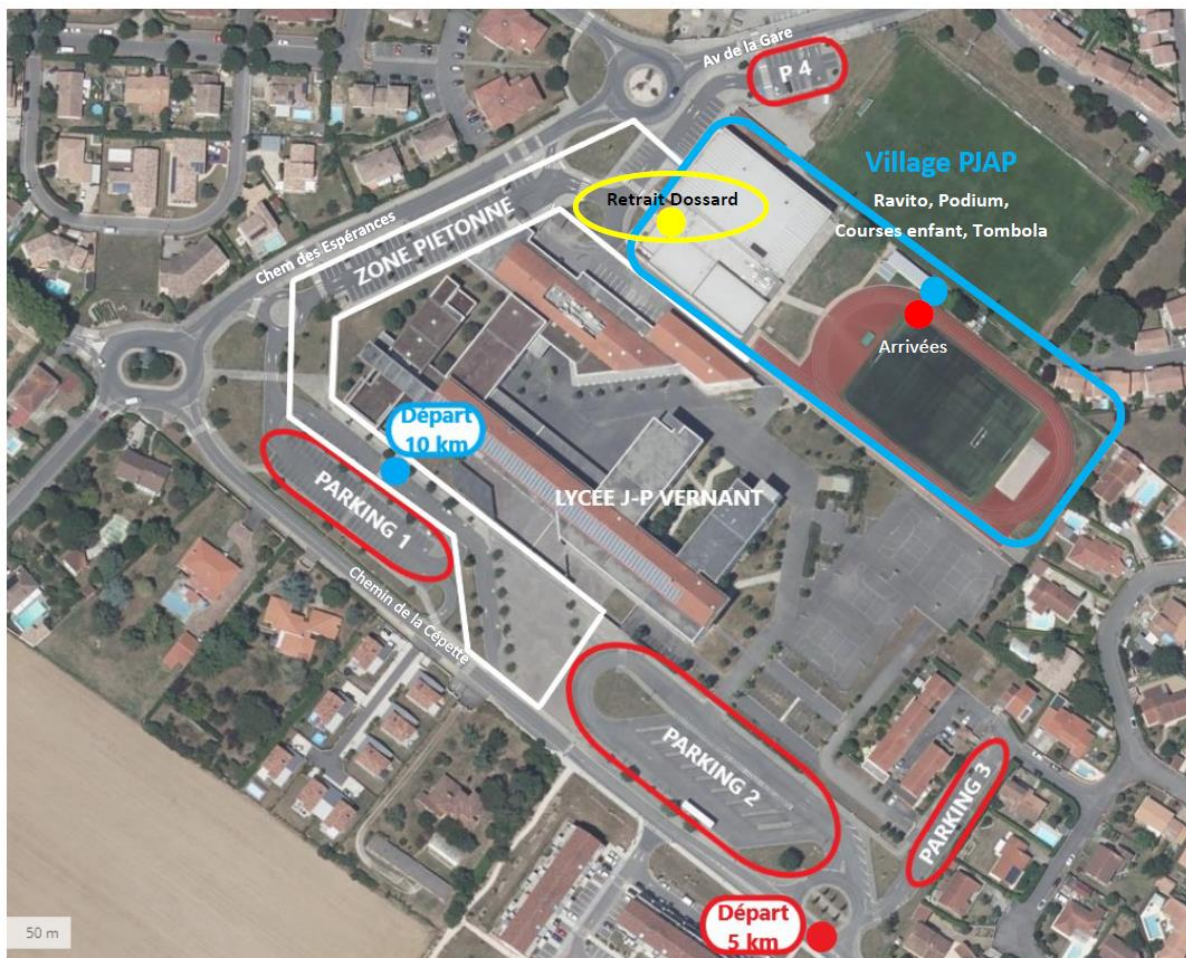 Av de la Gare
P 4
Village PJAP
Ravito, Podium,
Courses enfant, Tombola
Retrait Dossard
Chem des Espérances
ZONE PIETONNE
Arrivées
Départ
10 km
PARKING 1
LYCÉE J-P VERNANT
Chemin de la Cépette
PARKING 2
PARKING 3
Départ
5 km
50 m